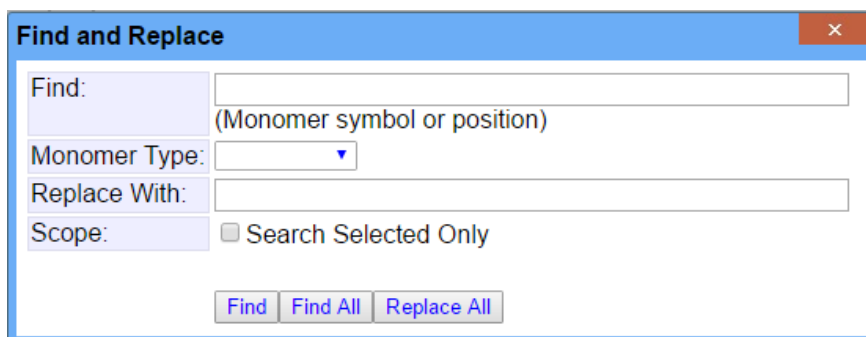 Find and Replace
Find:
(Monomer symbol or position)
Monomer Type:
Replace With:
Scope: Search Selected Only
Find Find All Replace All